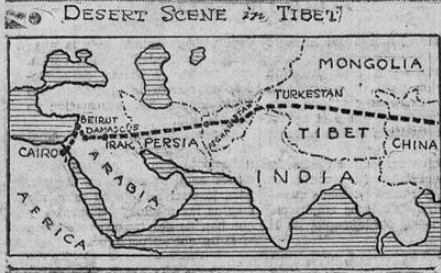 DESERT SCENE in TIBET
MONGOLIA
TURKESTAN
BEIRUT
DAMASCUS
TIBET
CAIRO
IRAK
PERSIA
CHINA
ARABIA
INDIA
AFRICA